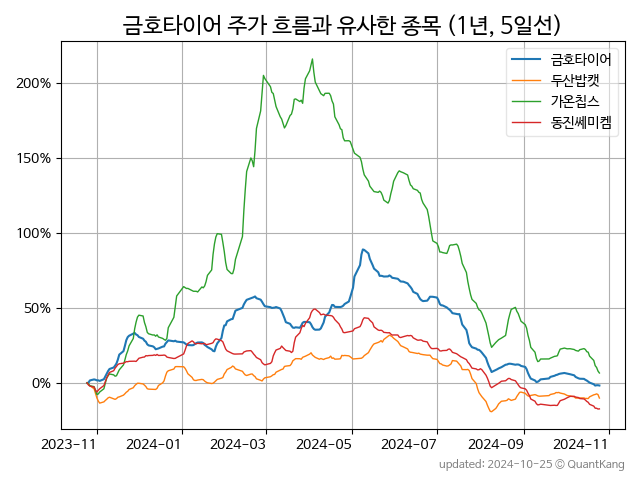 금호타이어 주가 흐름과 유사한 종목 (1년, 5일선)
금호타이어
두산밥캣
가온칩스
동진쎄미켐
200%
150%
100%
50%
0%
2023-11 2024-01 2024-03 2024-05 2024-07 2024-09 2024-11
updated: 2024-10-25 © QuantKang